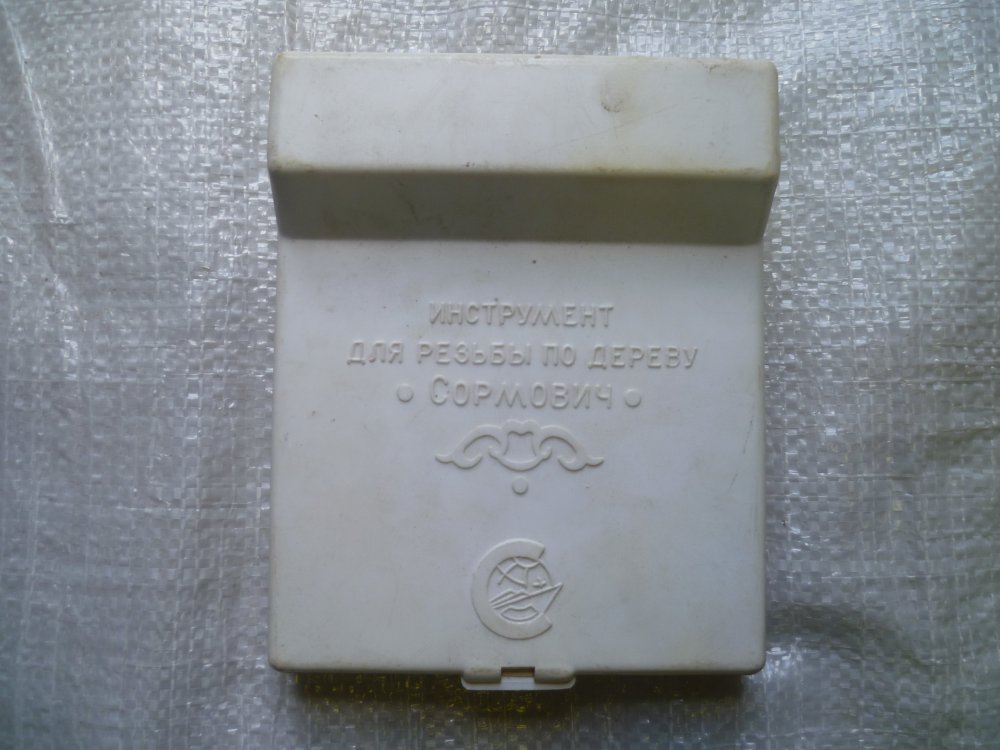 ИНСТРУМЕНТ
ДЛЯ РЕЗЬБЫ ПО ДЕРЕВУ
• СОРМОВИЧ •